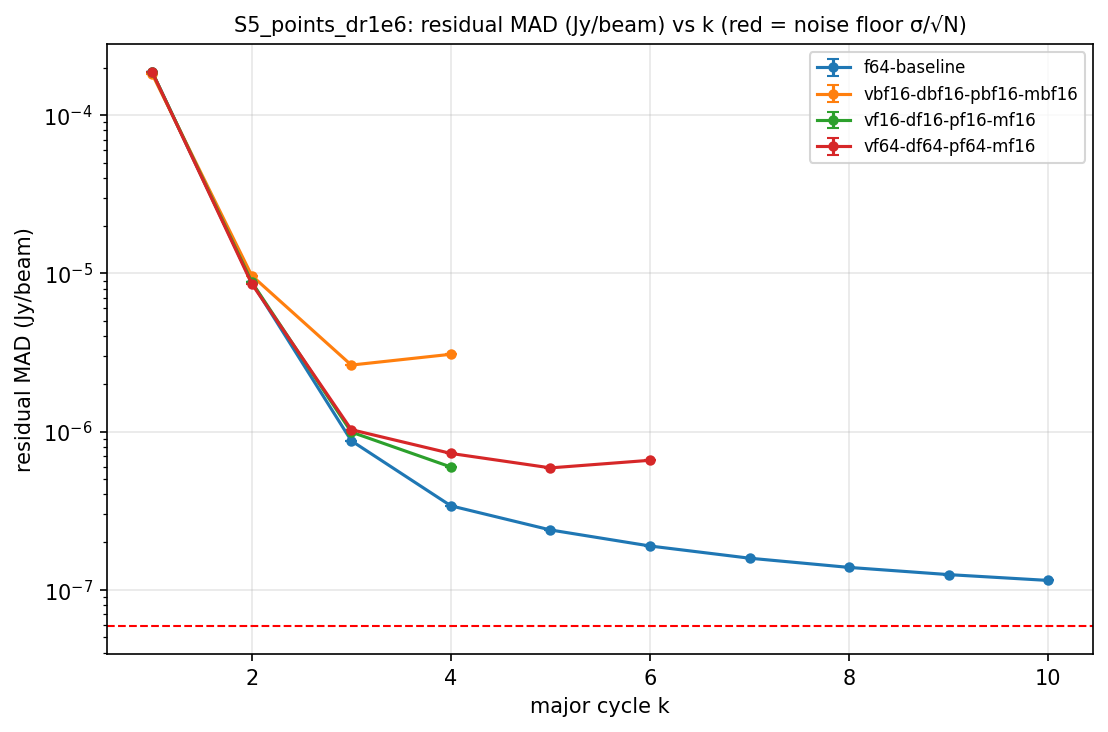 S5_points_dr1e6: residual MAD (Jy/beam) vs k (red = noise floor σ/√N)
f64-baseline
vbf16-dbf16-pbf16-mbf16
vf16-df16-pf16-mf16
vf64-df64-pf64-mf16
residual MAD (Jy/beam)
10⁻⁴
10⁻⁵
10⁻⁶
10⁻⁷
2 4 6 8 10
major cycle k